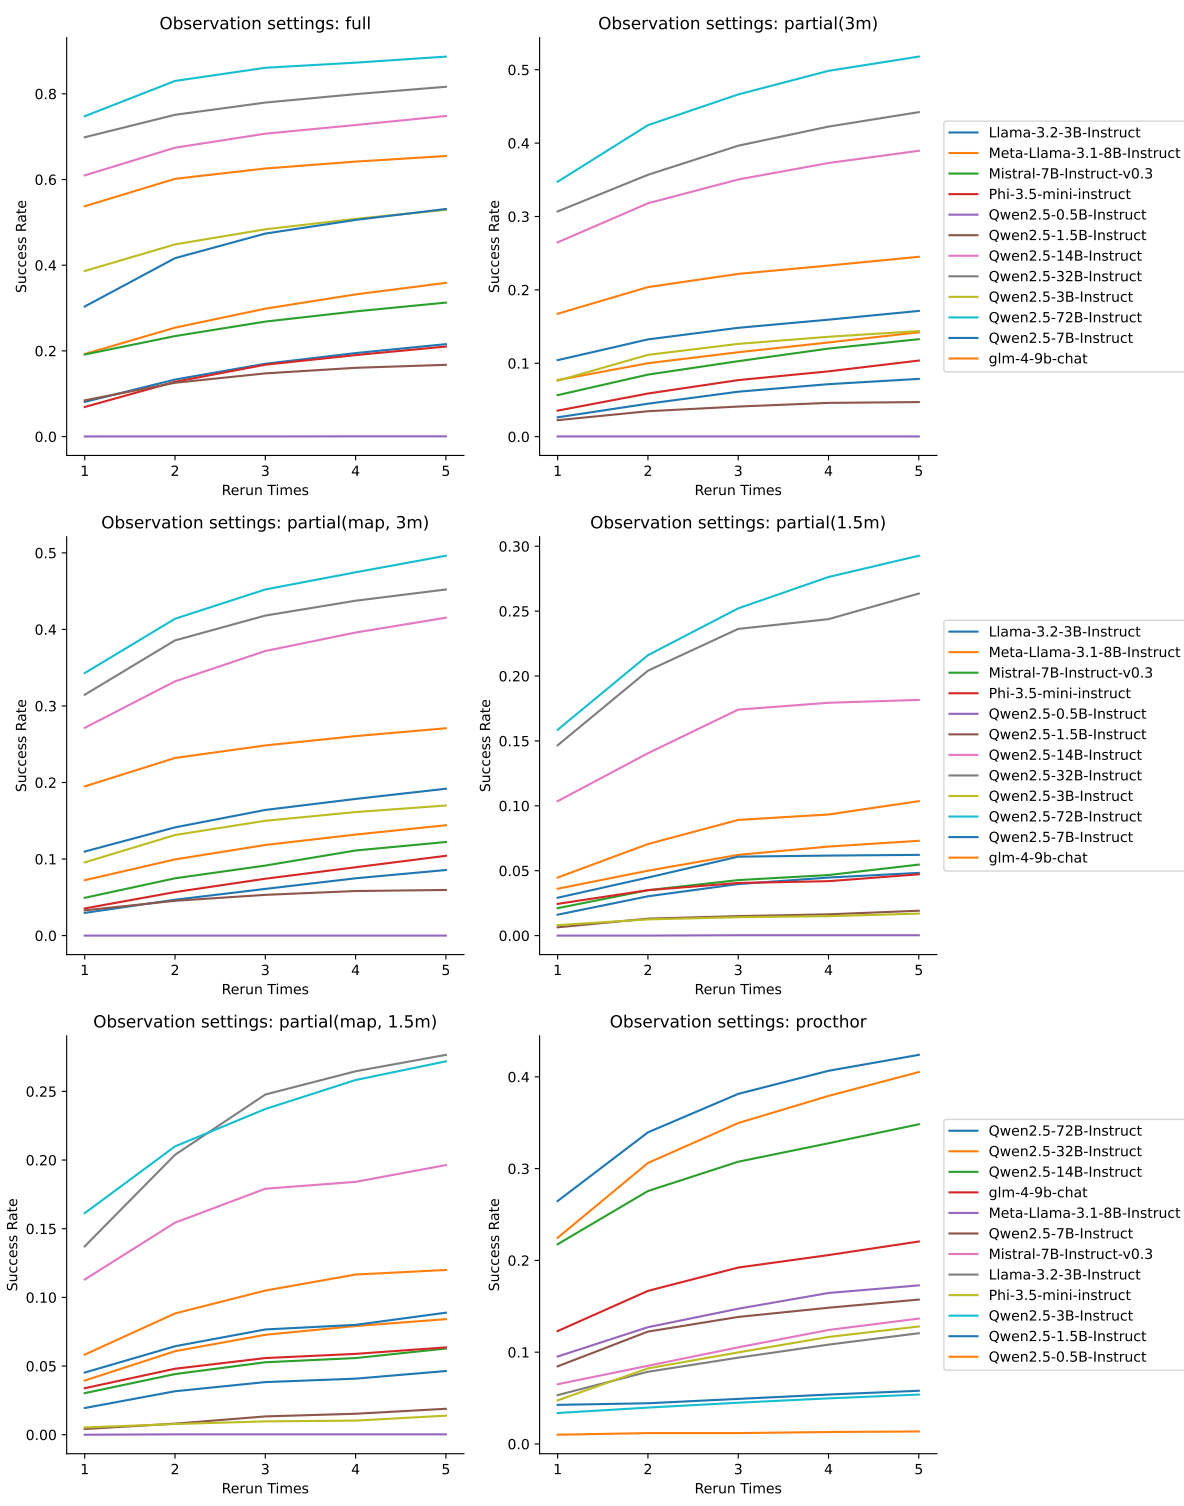 Observation settings: full
Success Rate
0.8
0.6
0.4
0.2
0.0
1 2 3 4 5
Rerun Times
Observation settings: partial(3m)
Success Rate
0.5
0.4
0.3
0.2
0.1
0.0
1 2 3 4 5
Rerun Times
Llama-3.2-3B-Instruct
Meta-Llama-3.1-8B-Instruct
Mistral-7B-Instruct-v0.3
Phi-3.5-mini-instruct
Qwen2.5-0.5B-Instruct
Qwen2.5-1.5B-Instruct
Qwen2.5-14B-Instruct
Qwen2.5-32B-Instruct
Qwen2.5-3B-Instruct
Qwen2.5-72B-Instruct
Qwen2.5-7B-Instruct
glm-4-9b-chat
Observation settings: partial(map, 3m)
Success Rate
0.5
0.4
0.3
0.2
0.1
0.0
1 2 3 4 5
Rerun Times
Observation settings: partial(1.5m)
Success Rate
0.30
0.25
0.20
0.15
0.10
0.05
0.00
1 2 3 4 5
Rerun Times
Llama-3.2-3B-Instruct
Meta-Llama-3.1-8B-Instruct
Mistral-7B-Instruct-v0.3
Phi-3.5-mini-instruct
Qwen2.5-0.5B-Instruct
Qwen2.5-1.5B-Instruct
Qwen2.5-14B-Instruct
Qwen2.5-32B-Instruct
Qwen2.5-3B-Instruct
Qwen2.5-72B-Instruct
Qwen2.5-7B-Instruct
glm-4-9b-chat
Observation settings: partial(map, 1.5m)
Success Rate
0.25
0.20
0.15
0.10
0.05
0.00
1 2 3 4 5
Rerun Times
Observation settings: procthor
Success Rate
0.4
0.3
0.2
0.1
0.0
1 2 3 4 5
Rerun Times
Qwen2.5-72B-Instruct
Qwen2.5-32B-Instruct
Qwen2.5-14B-Instruct
glm-4-9b-chat
Meta-Llama-3.1-8B-Instruct
Qwen2.5-7B-Instruct
Mistral-7B-Instruct-v0.3
Llama-3.2-3B-Instruct
Phi-3.5-mini-instruct
Qwen2.5-3B-Instruct
Qwen2.5-1.5B-Instruct
Qwen2.5-0.5B-Instruct